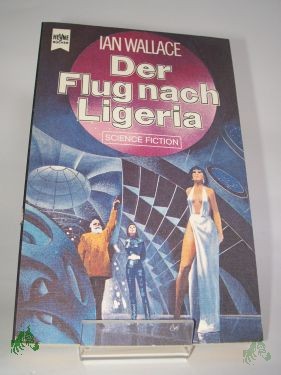 HEYNE
BÜCHER
IAN WALLACE
Der
Flug nach
Ligeria
SCIENCE FICTION